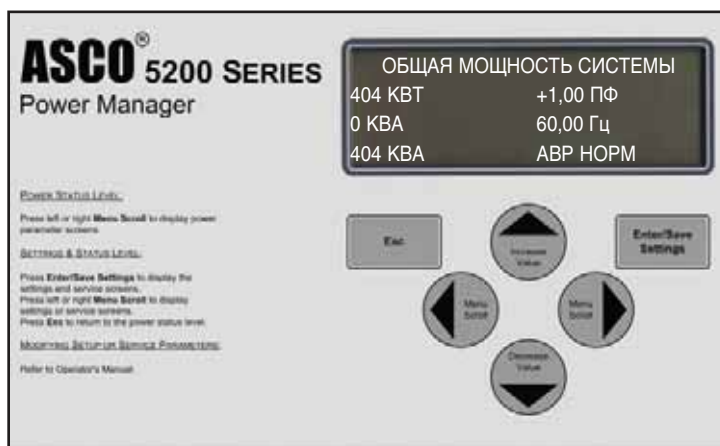 ASCO® 5200 SERIES
Power Manager
ОБЩАЯ МОЩНОСТЬ СИСТЕМЫ
404 КВТ +1,00 ПФ
0 КВА 60,00 Гц
404 КВА АВР НОРМ
POWER STATUS LEVEL:
Press left or right Menu Scroll to display power
parameter screens.
SETTINGS & STATUS LEVEL:
Press Enter/Save Settings to display the
settings and service screens.
Press left or right Menu Scroll to display
settings or service screens.
Press Esc to return to the power status level.
MODIFYING SETUP OR SERVICE PARAMETERS:
Refer to Operator's Manual
Esc
Increase
Value
Enter/Save
Settings
Menu
Scroll
Menu
Scroll
Decrease
Value